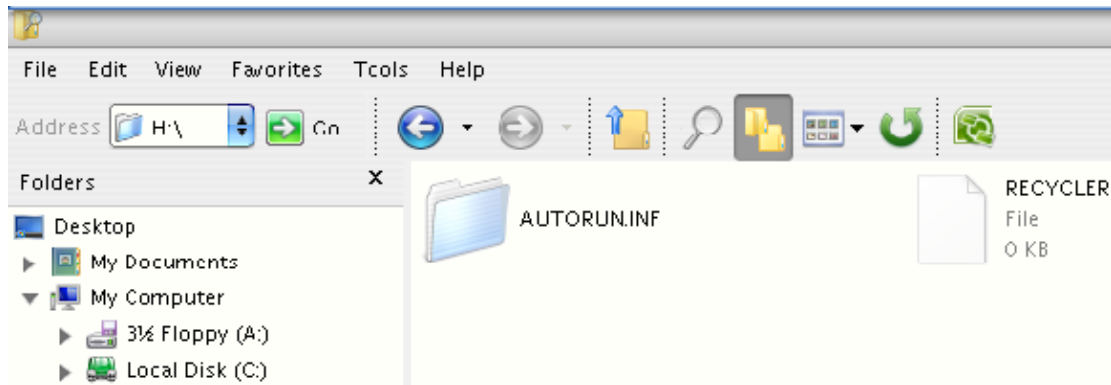 File Edit View Favorites Tools Help
Address H:\ Go
Folders X
AUTORUN.INF
RECYCLER
File
0 KB
Desktop
My Documents
My Computer
3½ Floppy (A:)
Local Disk (C:)